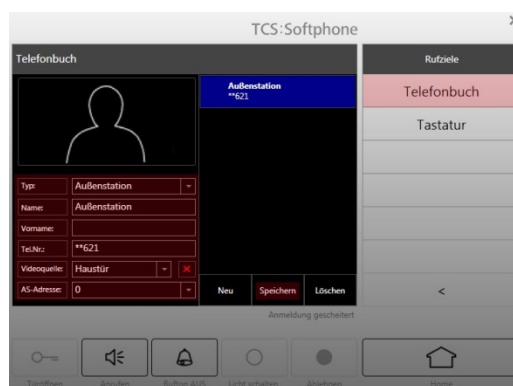 TCS:Softphone
Telefonbuch
Außenstation
**621
Typ: Außenstation
Name: Außenstation
Vorname:
Tel.Nr.: **621
Videoquelle: Haustür
AS-Adresse: 0
Neu Speichern Löschen
Anmeldung gescheitert
Rufziele
Telefonbuch
Tastatur
<
Türöffnen Anrufen Button AUS Licht schalten Ablehnen Home